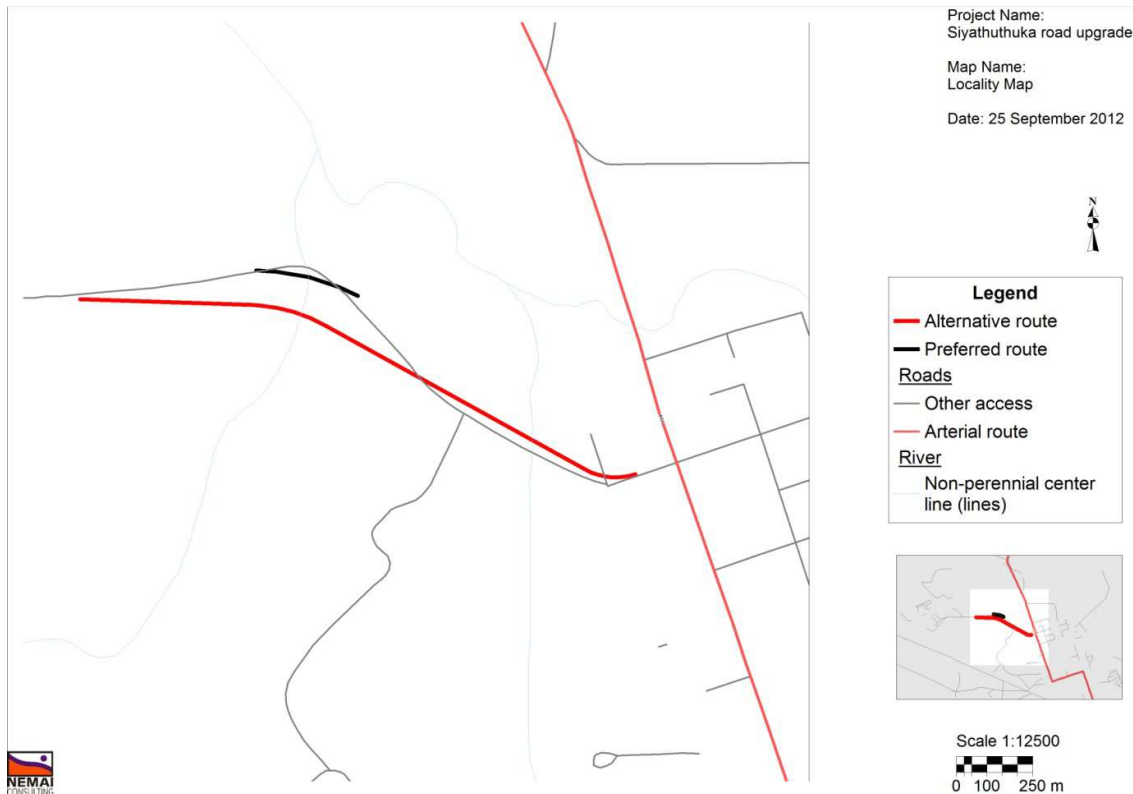 Project Name:
Siyathuthuka road upgrade
Map Name:
Locality Map
Date: 25 September 2012
N
Legend
Alternative route
Preferred route
Roads
Other access
Arterial route
River
Non-perennial center
line (lines)
Scale 1:12500
0 100 250 m
NEMAI
CONSULTING